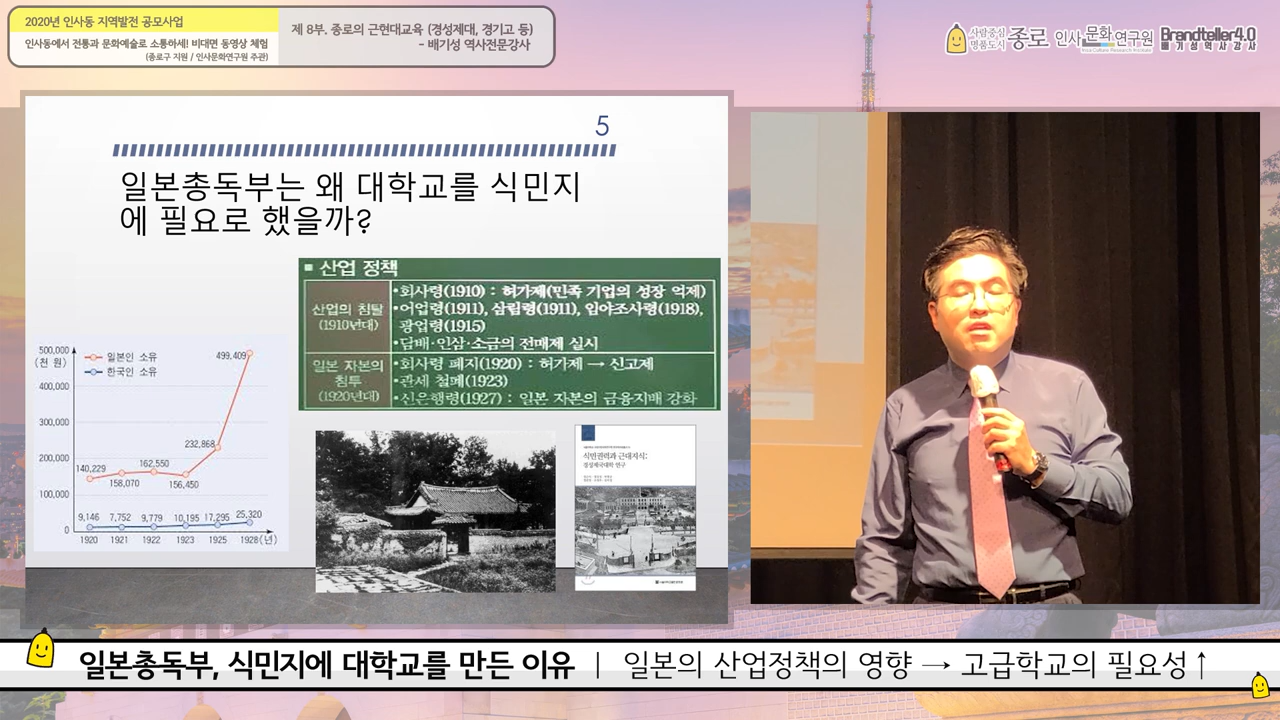 2020년 인사동 지역발전 공모사업
인사동에서 전통과 문화예술로 소통하세! 비대면 동영상 체험
(종로구 지원 / 인사문화연구원 주관)
제 8부. 종로의 근현대교육 (경성제대, 경기고 등)
- 배기성 역사전문강사
사람중심
명품도시
종로
인사문화연구원
Insa Culture Research Institute
Brandteller4.0
배기성역사강사
5
일본총독부는 왜 대학교를 식민지
에 필요로 했을까?
■ 산업 정책
산업의 침탈
(1910년대)
•회사령(1910) : 허가제(민족 기업의 성장 억제)
•어업령(1911), 삼림령(1911), 임야조사령(1918),
광업령(1915)
•담배·인삼·소금의 전매제 실시
일본 자본의
침투
(1920년대)
•회사령 폐지(1920) : 허가제 → 신고제
•관세 철폐(1923)
•신은행령(1927) : 일본 자본의 금융지배 강화
500,000
(천 원)
400,000
300,000
200,000
100,000
0
일본인 소유
한국인 소유
499,409
232,868
140,229
158,070
162,550
156,450
9,146 7,752 9,779 10,195 17,295 25,320
1920 1921 1922 1923 1925 1928(년)
식민권력과 근대지식:
경성제국대학 연구
일본총독부, 식민지에 대학교를 만든 이유 | 일본의 산업정책의 영향 → 고급학교의 필요성↑